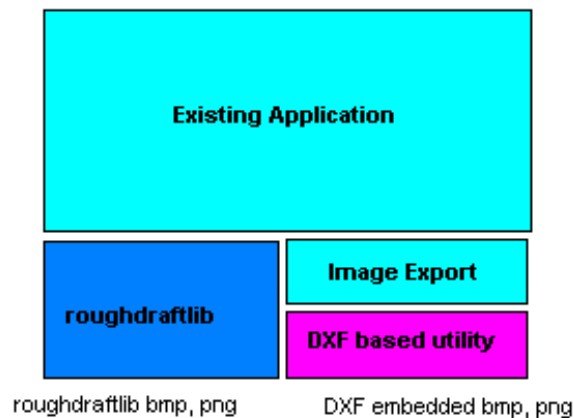 Existing Application
Image Export
roughdraftlib
DXF based utility
roughdraftlib bmp, png
DXF embedded bmp, png